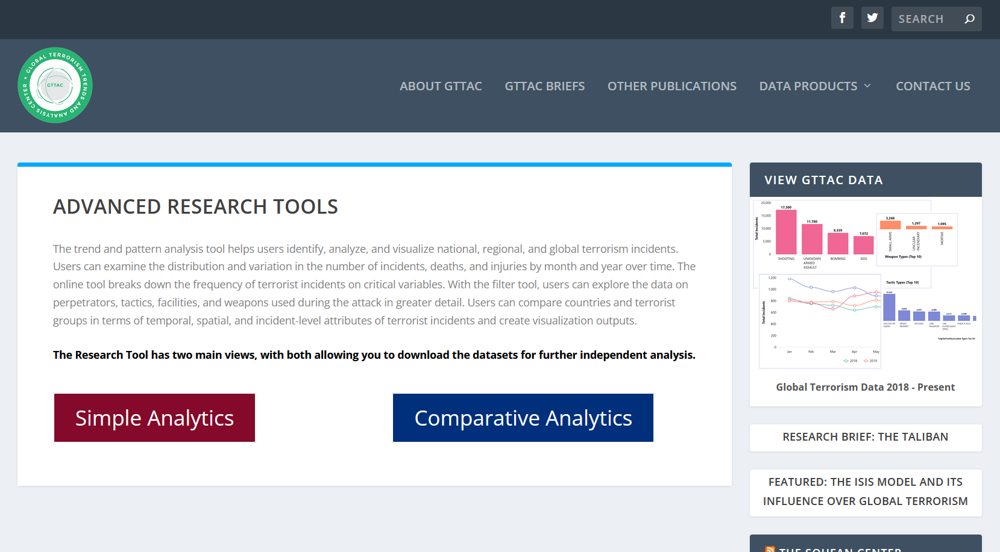 SEARCH
GLOBAL TERRORISM TRENDS AND ANALYSIS CENTER
GTTAC
ABOUT GTTAC
GTTAC BRIEFS
OTHER PUBLICATIONS
DATA PRODUCTS
CONTACT US
ADVANCED RESEARCH TOOLS
The trend and pattern analysis tool helps users identify, analyze, and visualize national, regional, and global terrorism incidents.
Users can examine the distribution and variation in the number of incidents, deaths, and injuries by month and year over time. The
online tool breaks down the frequency of terrorist incidents on critical variables. With the filter tool, users can explore the data on
perpetrators, tactics, facilities, and weapons used during the attack in greater detail. Users can compare countries and terrorist
groups in terms of temporal, spatial, and incident-level attributes of terrorist incidents and create visualization outputs.
The Research Tool has two main views, with both allowing you to download the datasets for further independent analysis.
Simple Analytics
Comparative Analytics
VIEW GTTAC DATA
20,000
15,000
10,000
5,000
0
Total Incidents
17,300
11,780
8,339
7,072
SHOOTING
UNKNOWN
ARMED
ASSAULT
BOMBING
IEDS
3,268
1,297
1,095
SMALL ARMS
UNCLEAR
INCENDIARY
MORTAR
Weapon Types (Top 10)
Tactic Types (Top 10)
1,200
1,000
800
600
400
200
0
Total Incidents
Jan
Feb
Mar
Apr
May
2018
2019
NATIONAL
Targeted Facility/Location Types (Top 10)
Global Terrorism Data 2018 - Present
RESEARCH BRIEF: THE TALIBAN
FEATURED: THE ISIS MODEL AND ITS
INFLUENCE OVER GLOBAL TERRORISM
THE SOUFAN CENTER